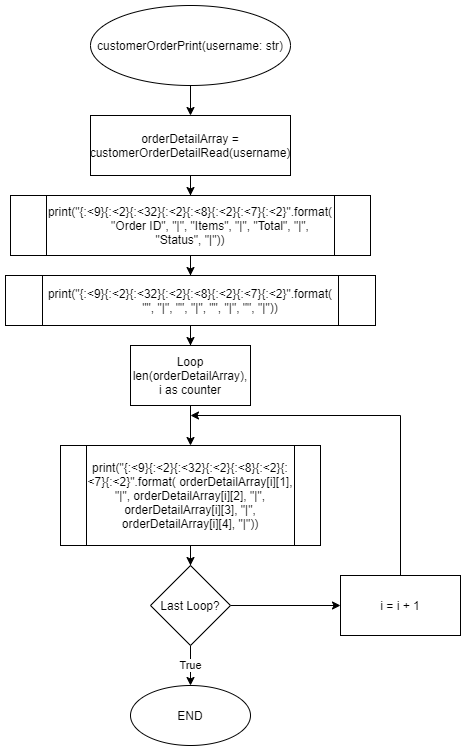 customerOrderPrint(username: str)
orderDetailArray =
customerOrderDetailRead(username)
print("{:<9}{:<2}{:<32}{:<2}{:<8}{:<2}{:<7}{:<2}".format(
"Order ID", "|", "Items", "|", "Total", "|",
"Status", "|"))
print("{:<9}{:<2}{:<32}{:<2}{:<8}{:<2}{:<7}{:<2}".format(
"", "|", "", "|", "", "|", "", "|"))
Loop
len(orderDetailArray),
i as counter
print("{:<9}{:<2}{:<32}{:<2}{:<8}{:<2}{:
<7}{:<2}".format( orderDetailArray[i][1],
"|", orderDetailArray[i][2], "|",
orderDetailArray[i][3], "|",
orderDetailArray[i][4], "|"))
Last Loop?
i = i + 1
True
END